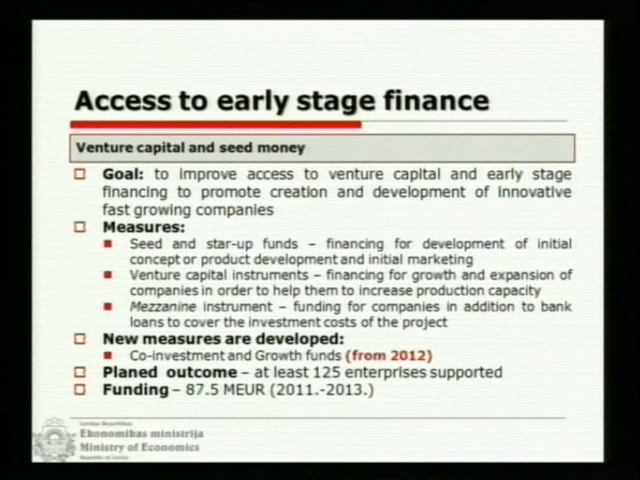 Access to early stage finance
Venture capital and seed money
Goal: to improve access to venture capital and early stage
financing to promote creation and development of innovative
fast growing companies
Measures:
Seed and star-up funds – financing for development of initial
concept or product development and initial marketing
Venture capital instruments – financing for growth and expansion of
companies in order to help them to increase production capacity
Mezzanine instrument – funding for companies in addition to bank
loans to cover the investment costs of the project
New measures are developed:
Co-investment and Growth funds (from 2012)
Planed outcome – at least 125 enterprises supported
Funding – 87.5 MEUR (2011.-2013.)
Latvijas Republikas
Ekonomikas ministrija
Ministry of Economics
Republic of Latvia